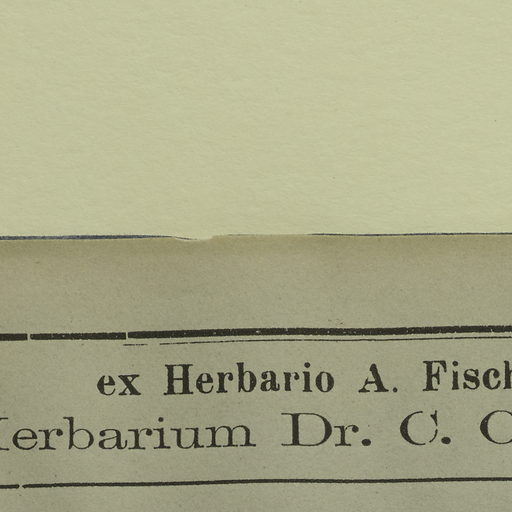 ex Herbario A. Fisch
Herbarium Dr. C.